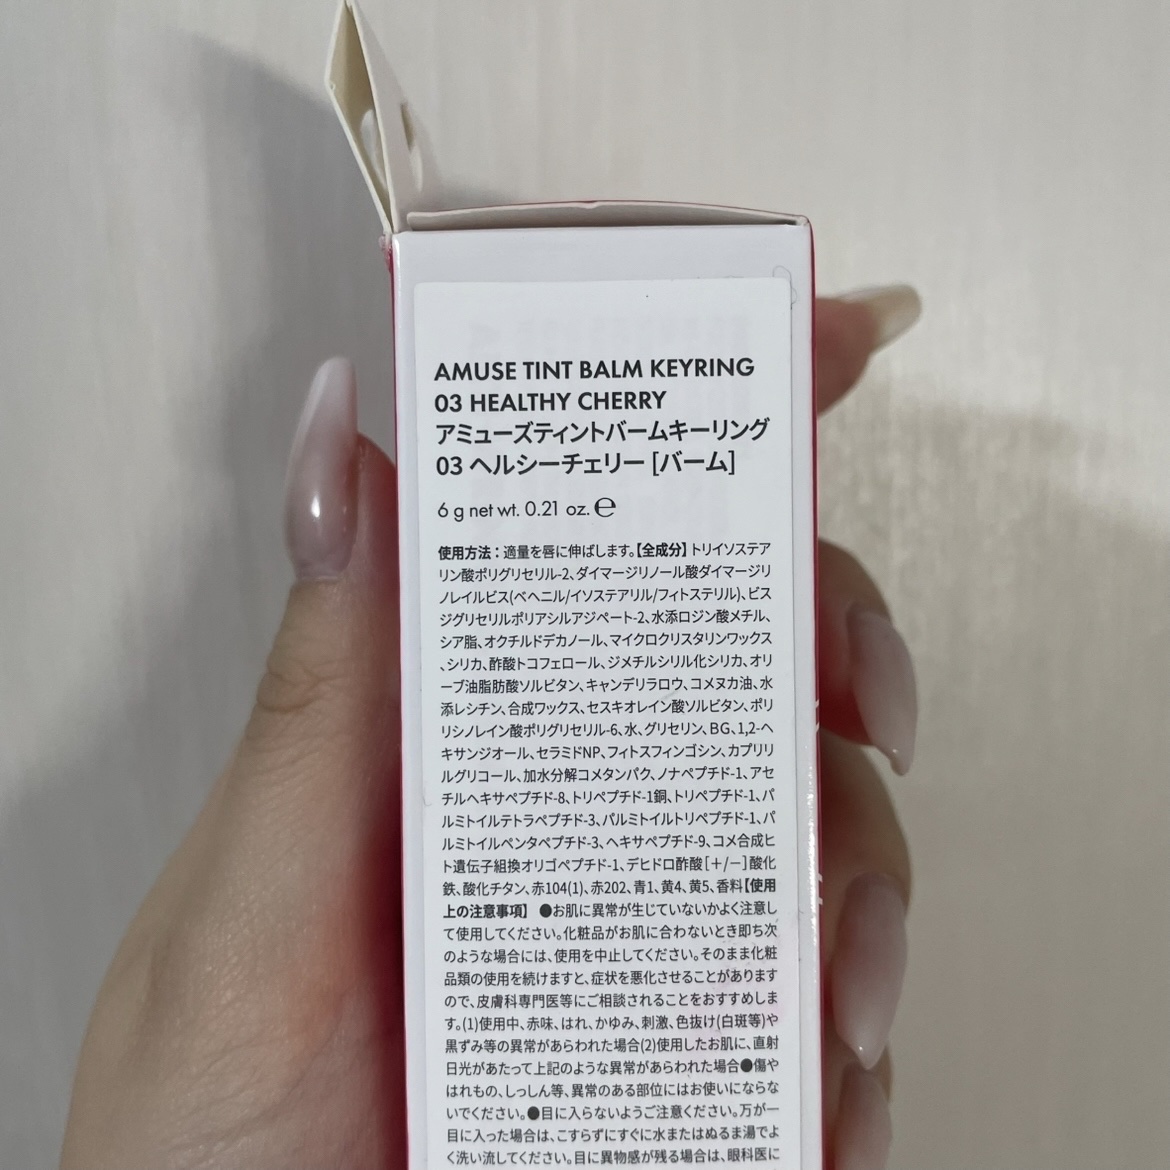 AMUSE TINT BALM KEYRING
03 HEALTHY CHERRY
アミューズティントバームキーリング
03 ヘルシーチェリー [バーム]
6 g net wt. 0.21 oz. ℮
使用方法：適量を唇に伸ばします。【全成分】トリイソステア
リン酸ポリグリセリル-2、ダイマージリノール酸ダイマージリ
ノレイルビス(ベヘニル/イソステアリル/フィトステリル)、ビス
ジグリセリルポリアシルアジペート-2、水添ロジン酸メチル、
シア脂、オクチルドデカノール、マイクロクリスタリンワックス
、シリカ、酢酸トコフェロール、ジメチルシリル化シリカ、オリ
ーブ油脂肪酸ソルビタン、キャンデリラロウ、コメヌカ油、水
添レシチン、合成ワックス、セスキオレイン酸ソルビタン、ポリ
リシノレイン酸ポリグリセリル-6、水、グリセリン、BG、1,2-ヘ
キサンジオール、セラミドNP、フィトスフィンゴシン、カプリリ
ルグリコール、加水分解コメタンパク、ノナペプチド-1、アセ
チルヘキサペプチド-8、トリペプチド-1銅、トリペプチド-1、パ
ルミトイルテトラペプチド-3、パルミトイルトリペプチド-1、パ
ルミトイルペンタペプチド-3、ヘキサペプチド-9、コメ合成ヒ
ト遺伝子組換オリゴペプチド-1、デヒドロ酢酸[＋/－]酸化
鉄、酸化チタン、赤104(1)、赤202、青1、黄4、黄5、香料【使用
上の注意事項】 ●お肌に異常が生じていないかよく注意し
て使用してください。化粧品がお肌に合わないとき即ち次
のような場合には、使用を中止してください。そのまま化粧
品類の使用を続けますと、症状を悪化させることがあります
ので、皮膚科専門医等にご相談されることをおすすめしま
す。(1)使用中、赤味、はれ、かゆみ、刺激、色抜け(白斑等)や
黒ずみ等の異常があらわれた場合(2)使用したお肌に、直射
日光があたって上記のような異常があらわれた場合●傷や
はれもの、しっしん等、異常のある部位にはお使いにならな
いでください。●目に入らないようご注意ください。万が一
目に入った場合は、こすらずにすぐに水またはぬるま湯でよ
く洗い流してください。目に異物感が残る場合は、眼科医に